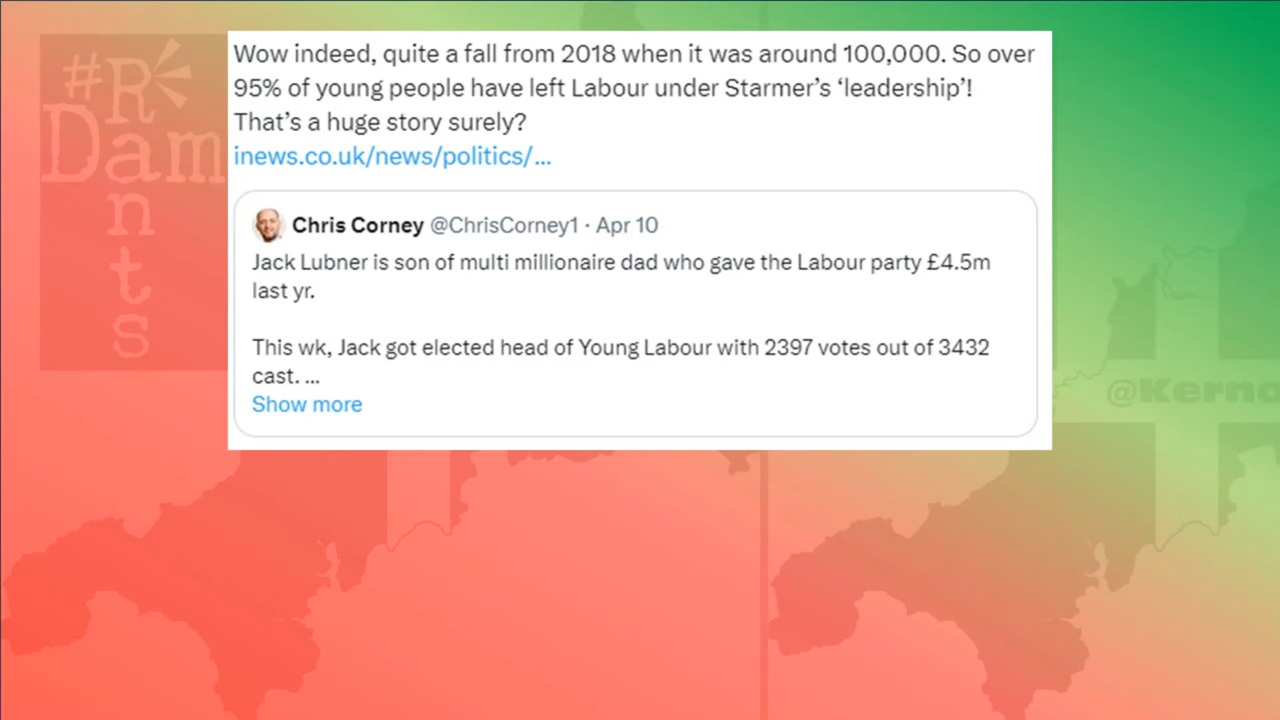 #R
Dam
a
n
t
s
Wow indeed, quite a fall from 2018 when it was around 100,000. So over
95% of young people have left Labour under Starmer’s ‘leadership’!
That’s a huge story surely?
inews.co.uk/news/politics/...
Chris Corney @ChrisCorney1 · Apr 10
Jack Lubner is son of multi millionaire dad who gave the Labour party £4.5m
last yr.
This wk, Jack got elected head of Young Labour with 2397 votes out of 3432
cast. ...
Show more
@Kerno